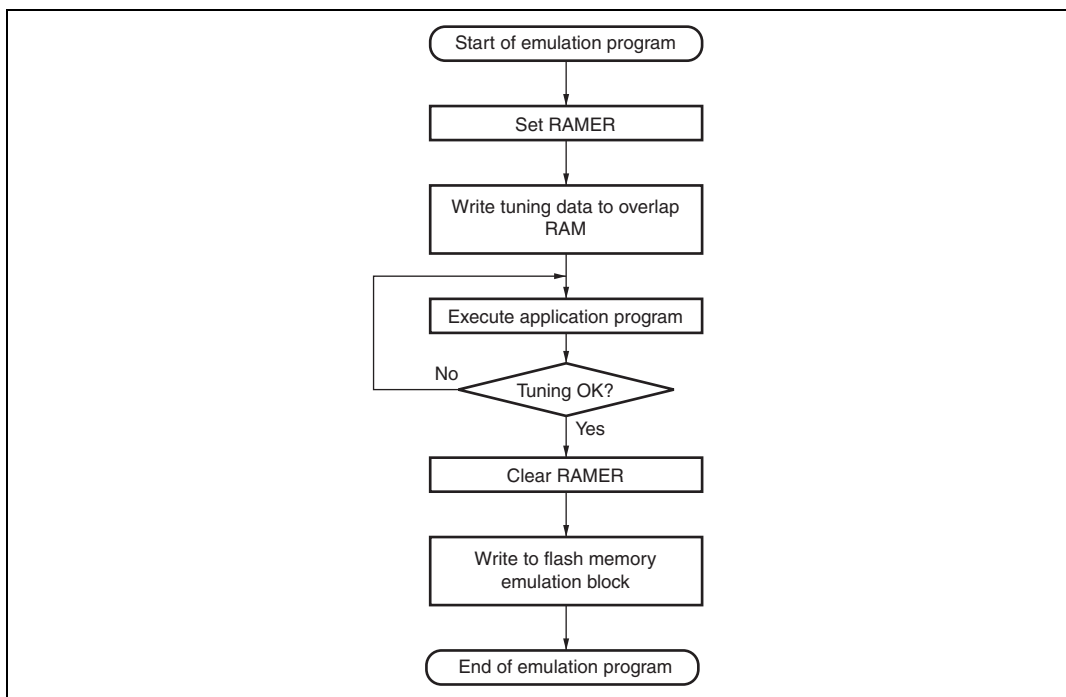 Start of emulation program
Set RAMER
Write tuning data to overlap
RAM
Execute application program
No
Tuning OK?
Yes
Clear RAMER
Write to flash memory
emulation block
End of emulation program